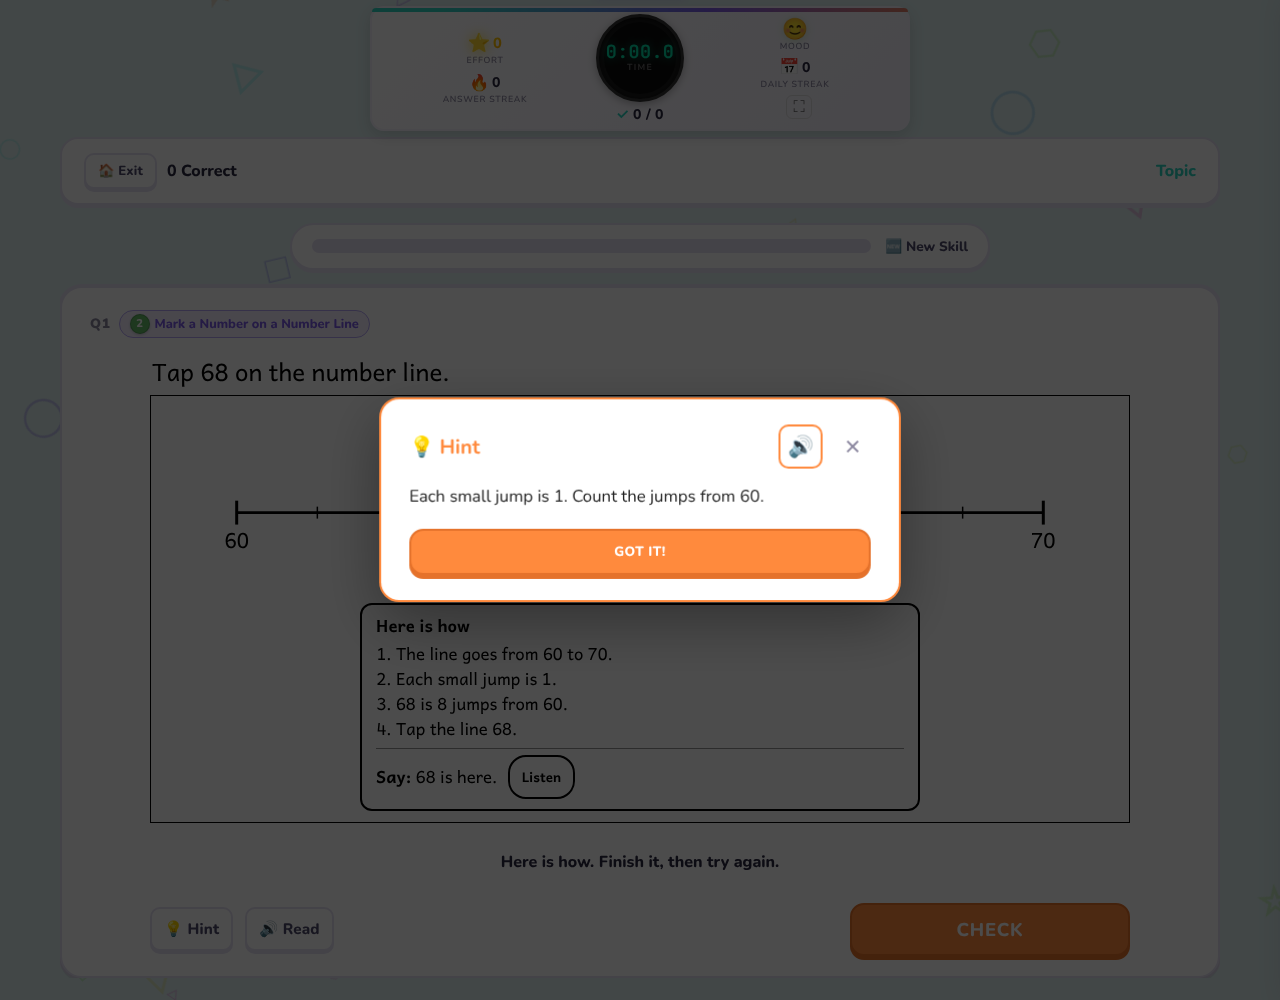 ⭐ 0
EFFORT
🔥 0
ANSWER STREAK
0:00.0
TIME
✓ 0 / 0
😊
MOOD
📅 0
DAILY STREAK
🏠 Exit
0 Correct
Topic
🆕 New Skill
Q1
2 Mark a Number on a Number Line
Tap 68 on the number line.
💡 Hint
🔊 ✕
Each small jump is 1. Count the jumps from 60.
GOT IT!
60
70
Here is how
1. The line goes from 60 to 70.
2. Each small jump is 1.
3. 68 is 8 jumps from 60.
4. Tap the line 68.
Say: 68 is here. Listen
Here is how. Finish it, then try again.
💡 Hint
🔊 Read
CHECK